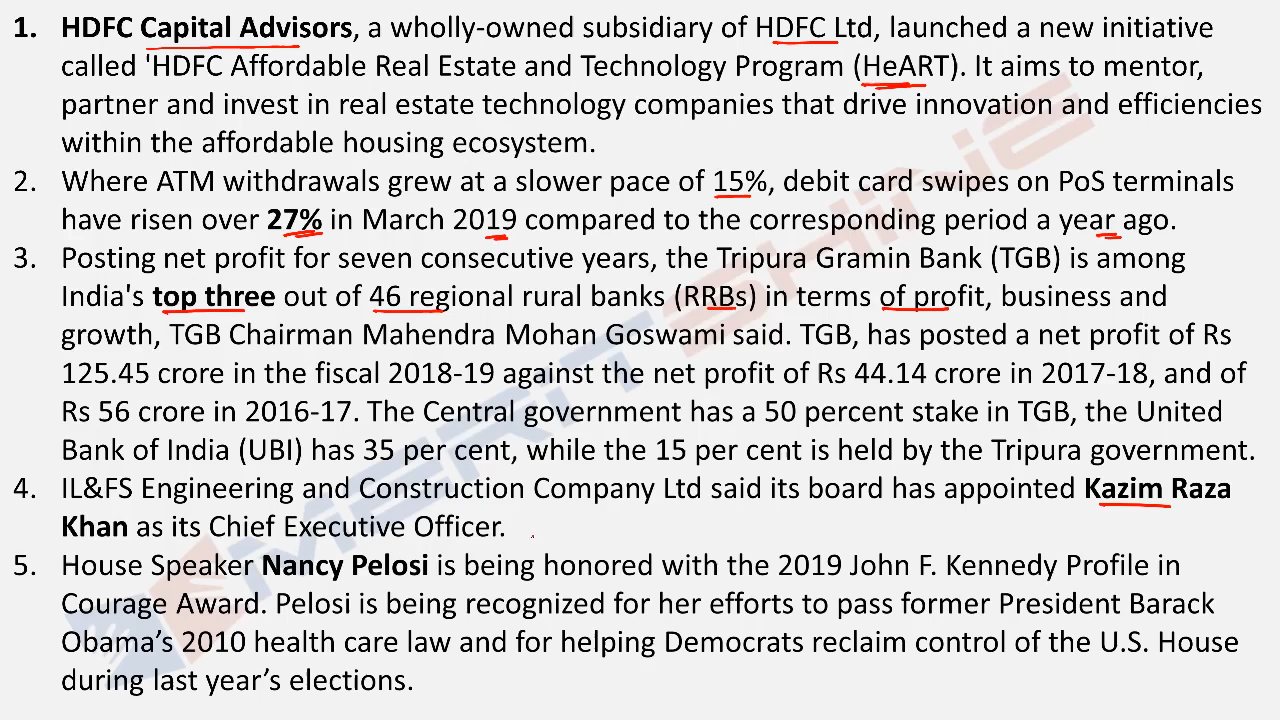 1. HDFC Capital Advisors, a wholly-owned subsidiary of HDFC Ltd, launched a new initiative
called 'HDFC Affordable Real Estate and Technology Program (HeART). It aims to mentor,
partner and invest in real estate technology companies that drive innovation and efficiencies
within the affordable housing ecosystem.
2. Where ATM withdrawals grew at a slower pace of 15%, debit card swipes on PoS terminals
have risen over 27% in March 2019 compared to the corresponding period a year ago.
3. Posting net profit for seven consecutive years, the Tripura Gramin Bank (TGB) is among
India's top three out of 46 regional rural banks (RRBs) in terms of profit, business and
growth, TGB Chairman Mahendra Mohan Goswami said. TGB, has posted a net profit of Rs
125.45 crore in the fiscal 2018-19 against the net profit of Rs 44.14 crore in 2017-18, and of
Rs 56 crore in 2016-17. The Central government has a 50 percent stake in TGB, the United
Bank of India (UBI) has 35 per cent, while the 15 per cent is held by the Tripura government.
4. IL&FS Engineering and Construction Company Ltd said its board has appointed Kazim Raza
Khan as its Chief Executive Officer.
5. House Speaker Nancy Pelosi is being honored with the 2019 John F. Kennedy Profile in
Courage Award. Pelosi is being recognized for her efforts to pass former President Barack
Obama’s 2010 health care law and for helping Democrats reclaim control of the U.S. House
during last year’s elections.
MERIT SHINE